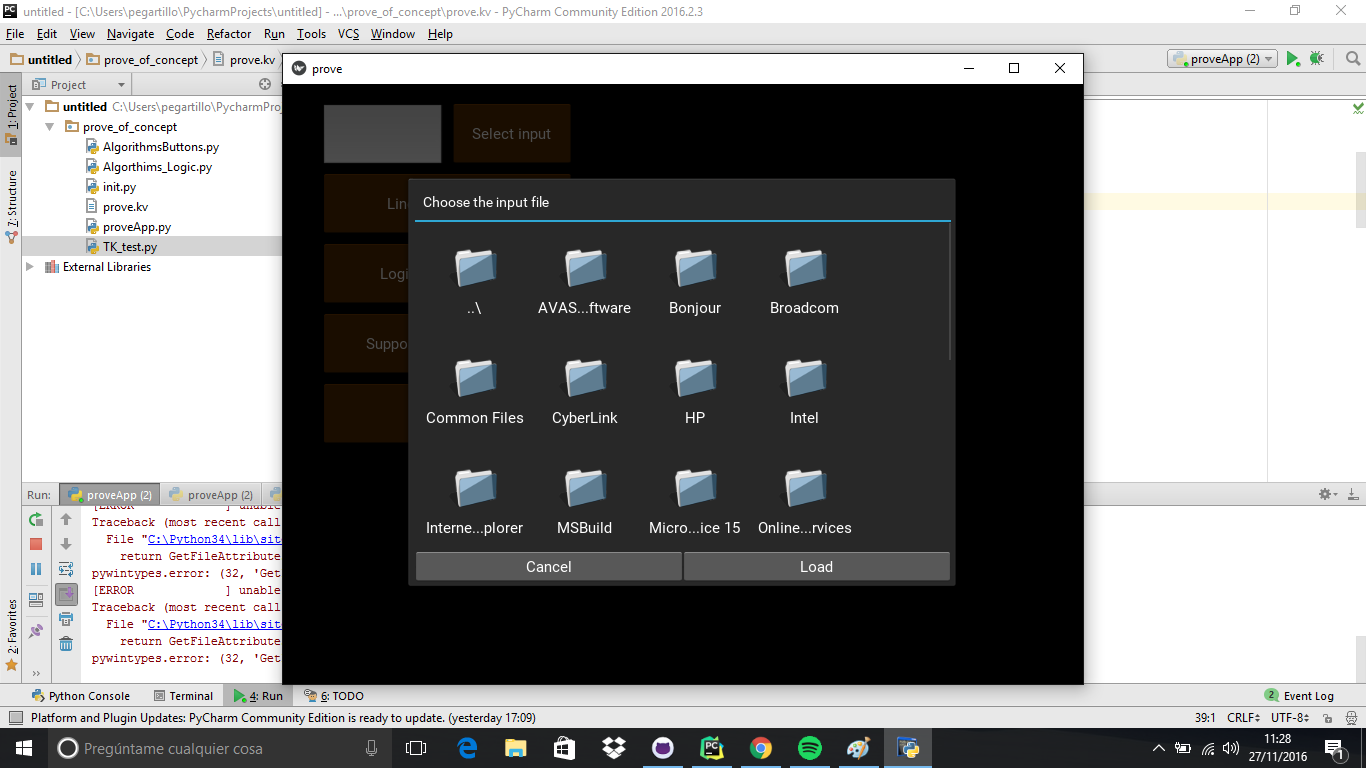 untitled - [C:\Users\pegartillo\PycharmProjects\untitled] - ...\prove_of_concept\prove.kv - PyCharm Community Edition 2016.2.3
File Edit View Navigate Code Refactor Run Tools VCS Window Help
untitled prove_of_concept prove.kv
proveApp (2)
prove
1: Project
Project
untitled C:\Users\pegartillo\PycharmProj
prove_of_concept
AlgorithmsButtons.py
Algorthims_Logic.py
init.py
prove.kv
proveApp.py
TK_test.py
External Libraries
7: Structure
2: Favorites
Select input
Lin
Logi
Suppo
Choose the input file
..\
AVAS...ftware
Bonjour
Broadcom
Common Files
CyberLink
HP
Intel
Interne...plorer
MSBuild
Micro...ice 15
Online...rvices
Cancel
Load
Run: proveApp (2) proveApp (2)
[ERROR ] unable
Traceback (most recent call
File "C:\Python34\lib\site
return GetFileAttribute
pywintypes.error: (32, 'Get
[ERROR ] unable
Traceback (most recent call
File "C:\Python34\lib\site
return GetFileAttribute
pywintypes.error: (32, 'Get
Python Console Terminal 4: Run 6: TODO
2 Event Log
Platform and Plugin Updates: PyCharm Community Edition is ready to update. (yesterday 17:09)
39:1 CRLF UTF-8
Pregúntame cualquier cosa
11:28
27/11/2016
1